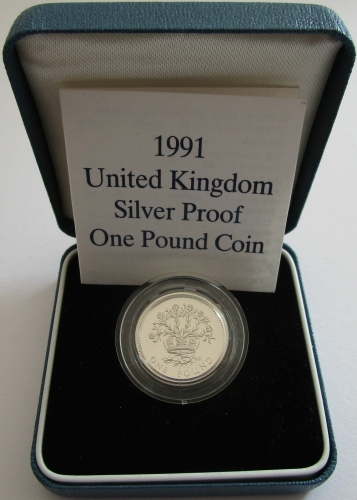 1991
United Kingdom
Silver Proof
One Pound Coin
ONE POUND